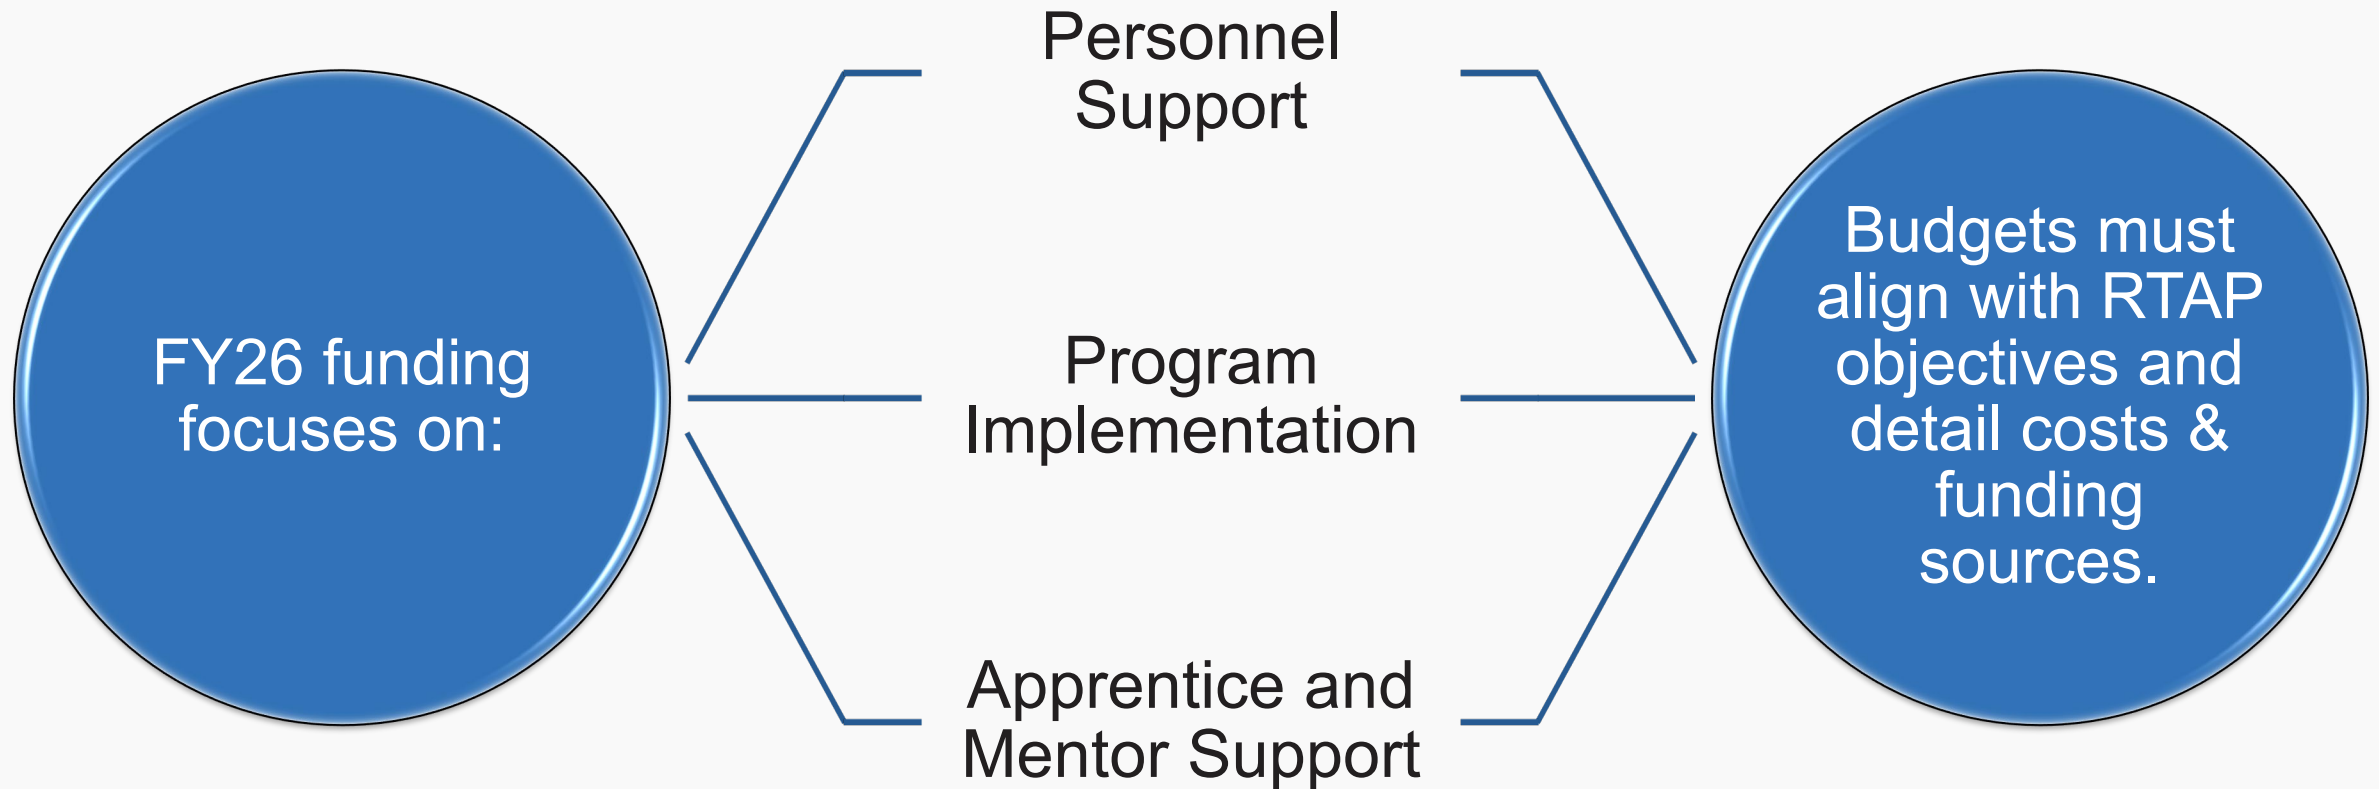 FY26 funding
focuses on:
Personnel
Support
Program
Implementation
Apprentice and
Mentor Support
Budgets must
align with RTAP
objectives and
detail costs &
funding
sources.